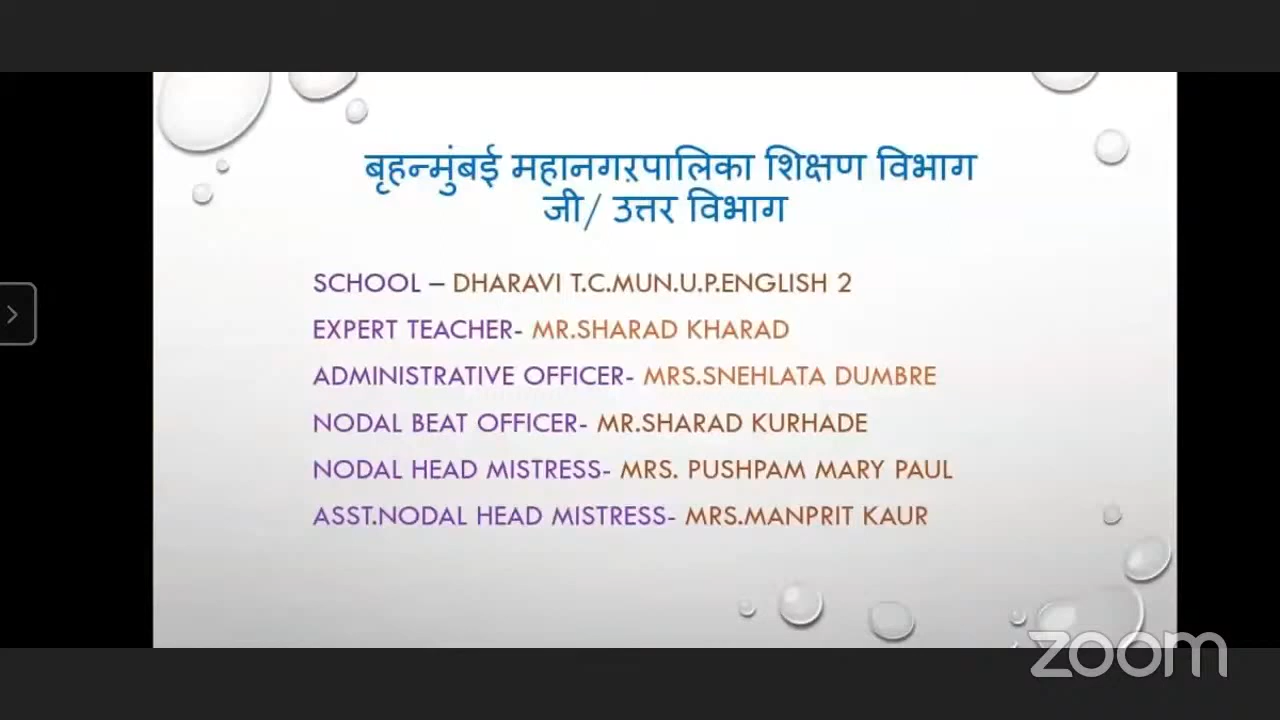 बृहन्मुंबई महानगऱपालिका शिक्षण विभाग
जी/ उत्तर विभाग
SCHOOL – DHARAVI T.C.MUN.U.P.ENGLISH 2
EXPERT TEACHER- MR.SHARAD KHARAD
ADMINISTRATIVE OFFICER- MRS.SNEHLATA DUMBRE
NODAL BEAT OFFICER- MR.SHARAD KURHADE
NODAL HEAD MISTRESS- MRS. PUSHPAM MARY PAUL
ASST.NODAL HEAD MISTRESS- MRS.MANPRIT KAUR
zoom